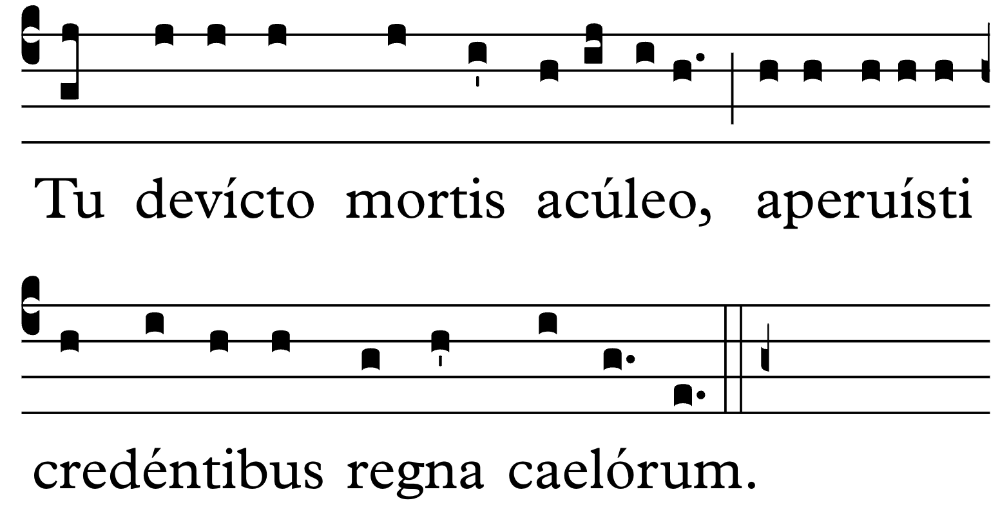 Tu devícto mortis acúleo, aperuísti
credéntibus regna caelórum.